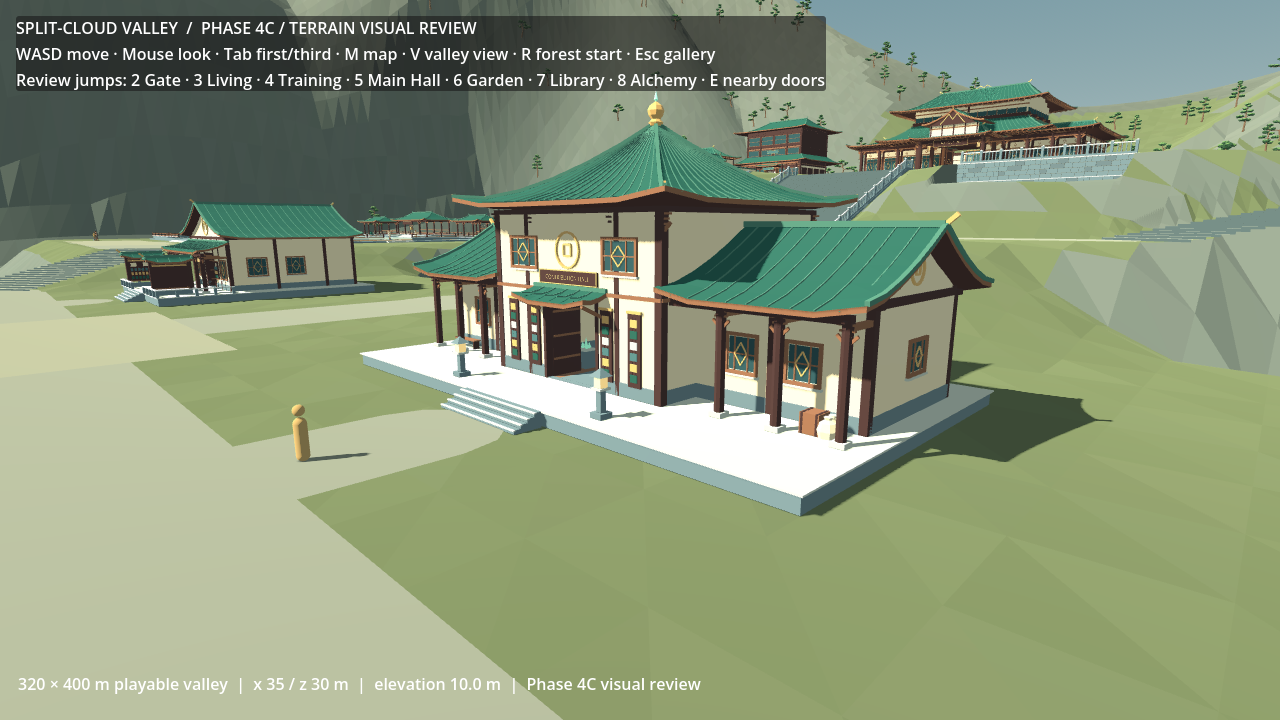 SPLIT-CLOUD VALLEY / PHASE 4C / TERRAIN VISUAL REVIEW
WASD move · Mouse look · Tab first/third · M map · V valley view · R forest start · Esc gallery
Review jumps: 2 Gate · 3 Living · 4 Training · 5 Main Hall · 6 Garden · 7 Library · 8 Alchemy · E nearby doors
CONTRIBUTION HALL
320 × 400 m playable valley | x 35 / z 30 m | elevation 10.0 m | Phase 4C visual review